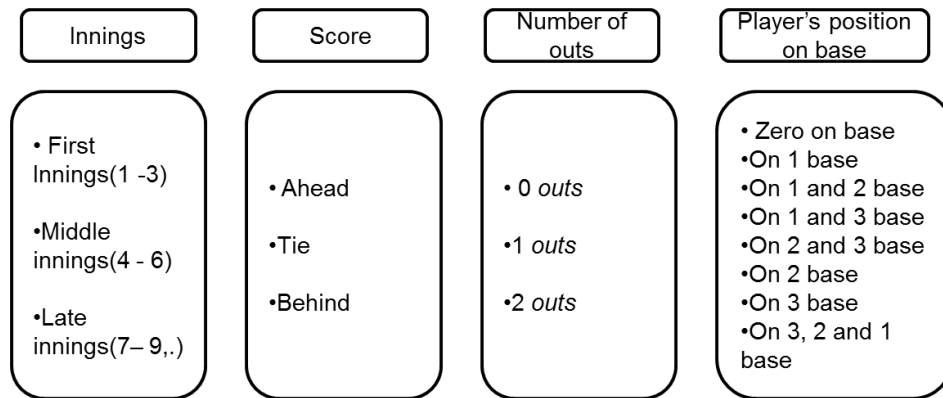 Innings
Score
Number of
outs
Player's position
on base
• First
Innings(1 -3)
•Middle
innings(4 - 6)
•Late
innings(7– 9,.)
• Ahead
•Tie
•Behind
• 0 outs
•1 outs
•2 outs
• Zero on base
•On 1 base
•On 1 and 2 base
•On 1 and 3 base
•On 2 and 3 base
•On 2 base
•On 3 base
•On 3, 2 and 1
base